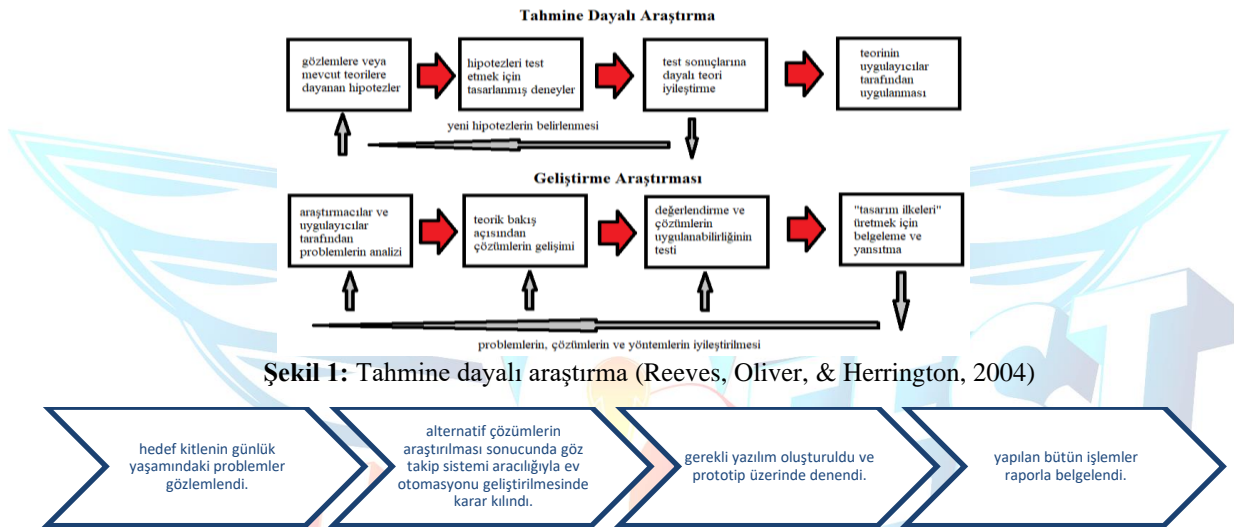 Tahmine Dayalı Araştırma
gözlemlere veya
mevcut teorilere
dayanan hipotezler
hipotezleri test
etmek için
tasarlanmış deneyler
test sonuçlarına
dayalı teori
iyileştirme
teorinin
uygulayıcılar
tarafından
uygulanması
yeni hipotezlerin belirlenmesi
Geliştirme Araştırması
araştırmacılar ve
uygulayıcılar
tarafından
problemlerin analizi
teorik bakış
açısından
çözümlerin gelişimi
değerlendirme ve
çözümlerin
uygulanabilirliğinin
testi
"tasarım ilkeleri"
üretmek için
belgeleme ve
yansıtma
problemlerin, çözümlerin ve yöntemlerin iyileştirilmesi
Şekil 1: Tahmine dayalı araştırma (Reeves, Oliver, & Herrington, 2004)
hedef kitlenin günlük
yaşamındaki problemler
gözlemlendi.
alternatif çözümlerin
araştırılması sonucunda göz
takip sistemi aracılığıyla ev
otomasyonu geliştirilmesinde
karar kılındı.
gerekli yazılım oluşturuldu ve
prototip üzerinde denendi.
yapılan bütün işlemler
raporla belgelendi.